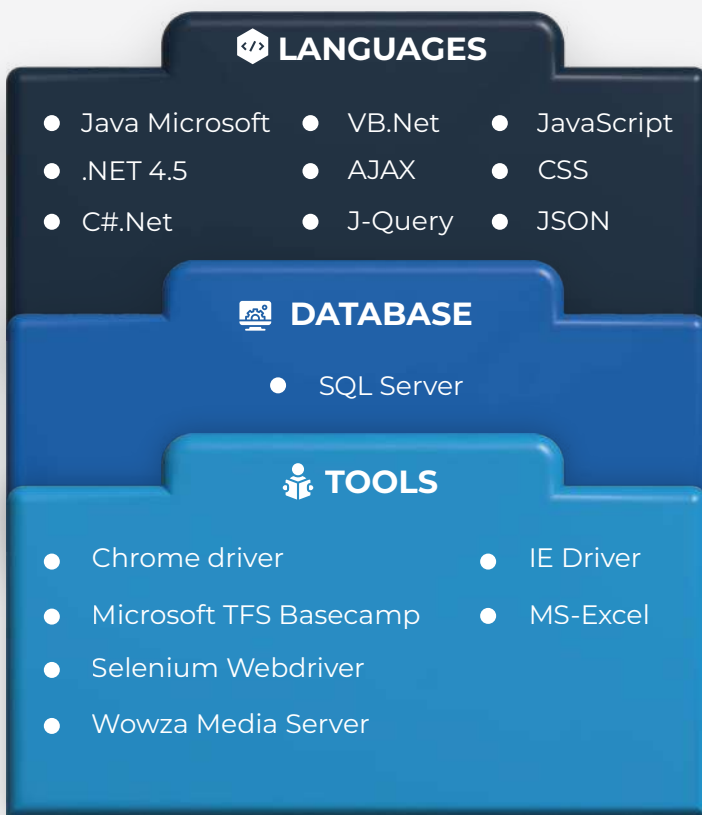 LANGUAGES
Java Microsoft
VB.Net
JavaScript
.NET 4.5
AJAX
CSS
C#.Net
J-Query
JSON
DATABASE
SQL Server
TOOLS
Chrome driver
IE Driver
Microsoft TFS Basecamp
MS-Excel
Selenium Webdriver
Wowza Media Server